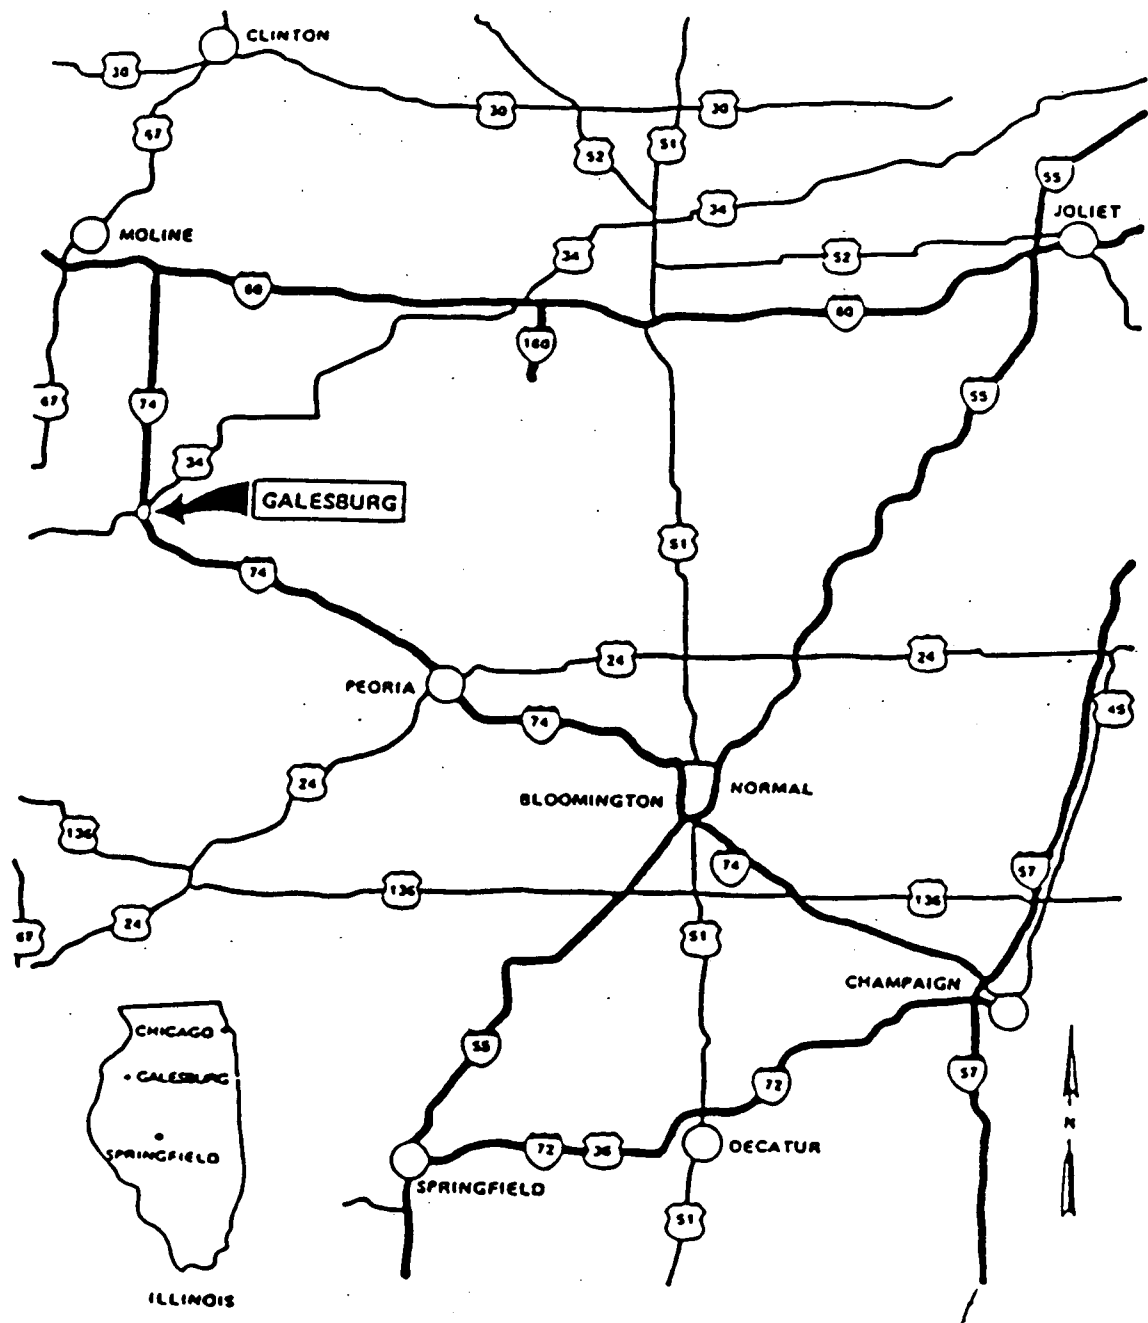 CLINTON
30
30
30
67
52
51
34
55
JOLIET
MOLINE
34
52
80
80
180
67
74
55
34
GALESBURG
51
74
24
24
PEORIA
45
74
24
BLOOMINGTON
NORMAL
136
74
57
136
136
24
67
51
CHAMPAIGN
CHICAGO
55
GALESBURG
72
57
N
SPRINGFIELD
72
36
DECATUR
SPRINGFIELD
51
ILLINOIS